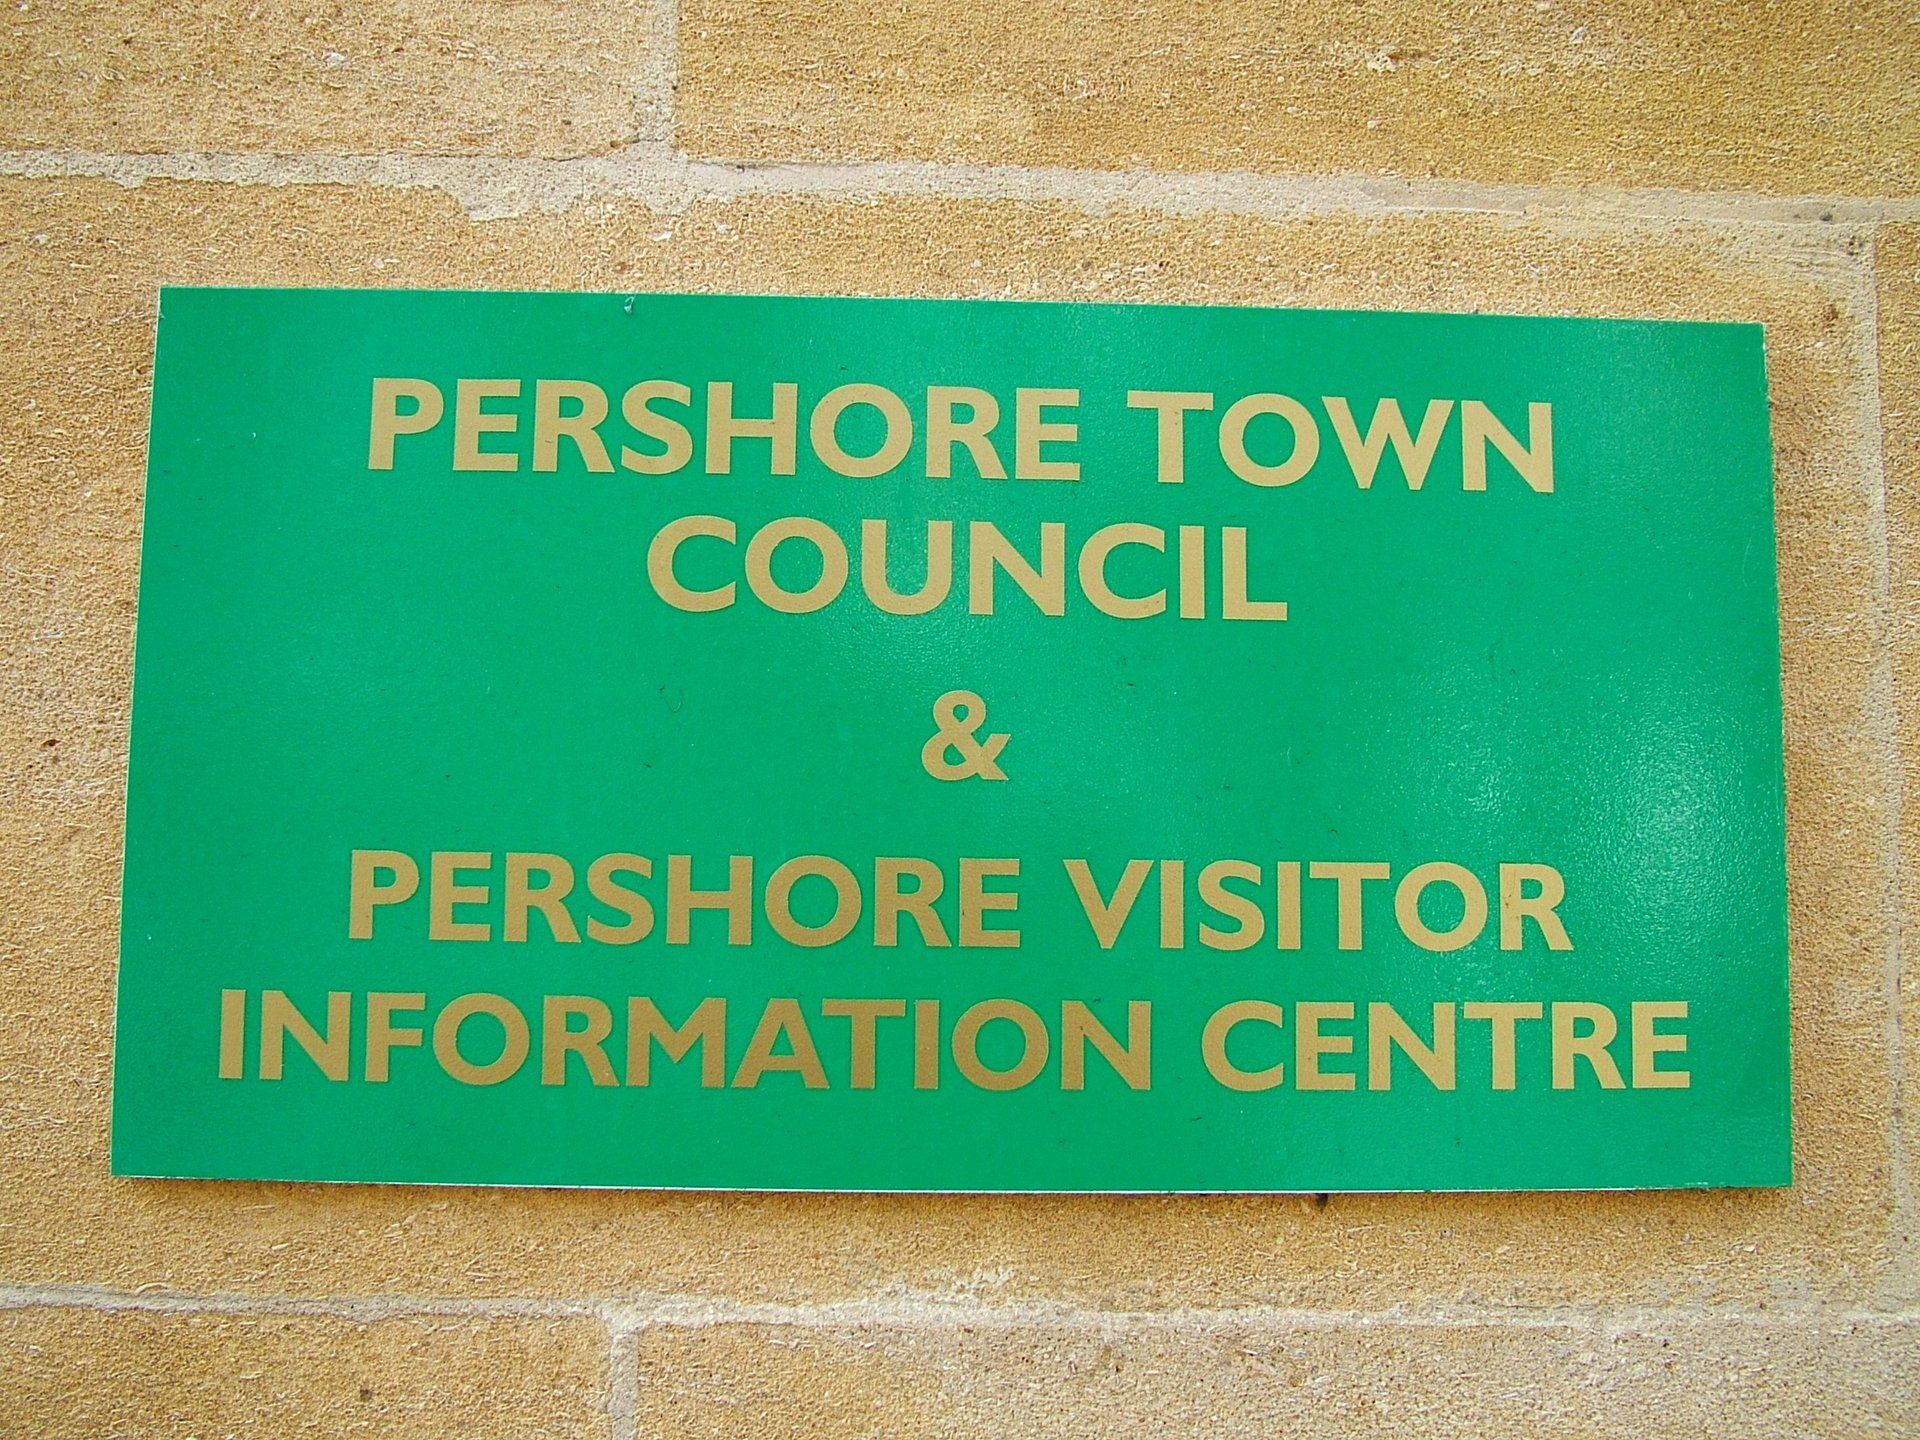 PERSHORE TOWN
COUNCIL
&
PERSHORE VISITOR
INFORMATION CENTRE